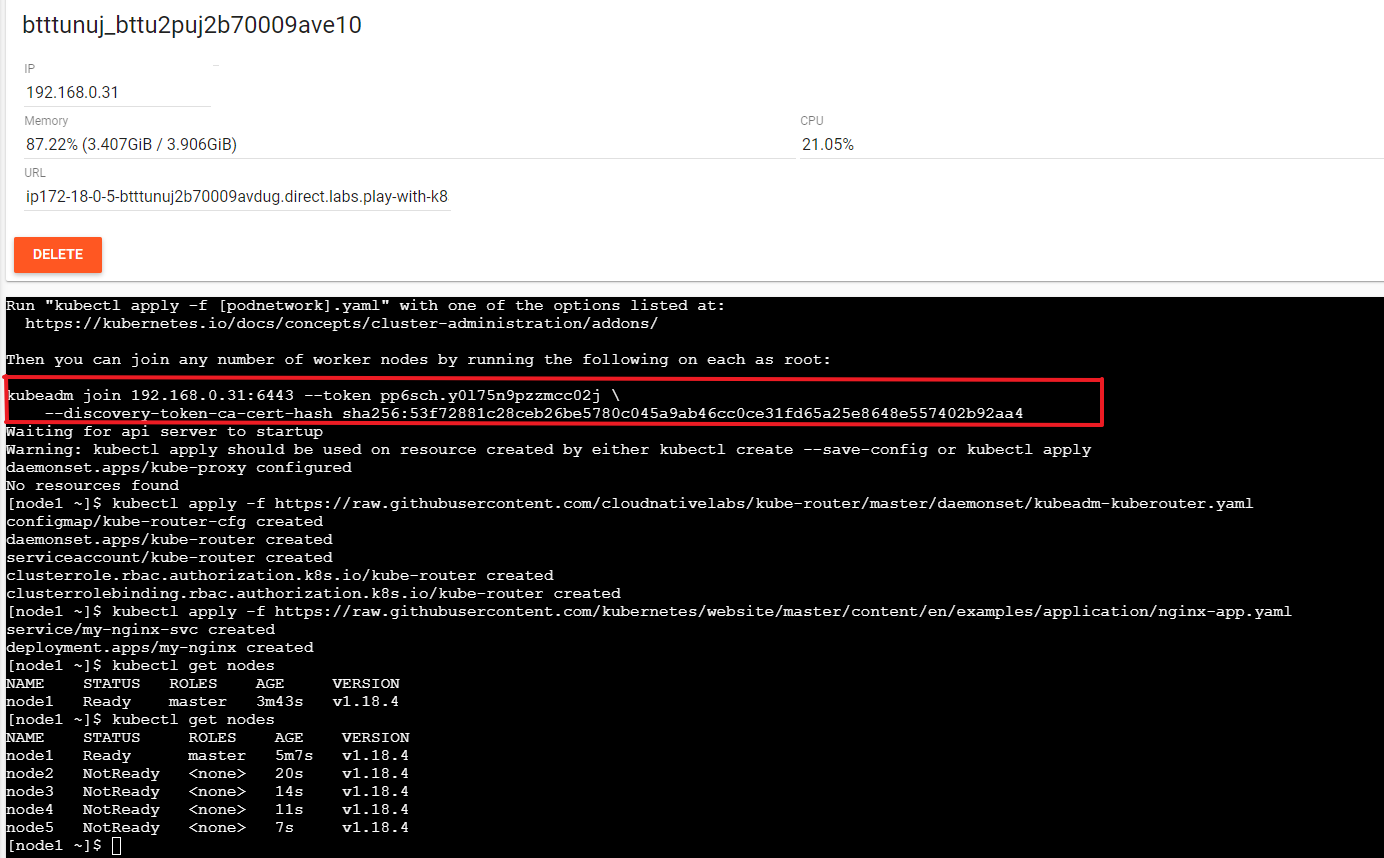 btttunuj_bttu2puj2b70009ave10
IP
192.168.0.31
Memory
CPU
87.22% (3.407GiB / 3.906GiB)
21.05%
URL
ip172-18-0-5-btttunuj2b70009avdug.direct.labs.play-with-k8
DELETE
Run "kubectl apply -f [podnetwork].yaml" with one of the options listed at:
  https://kubernetes.io/docs/concepts/cluster-administration/addons/
Then you can join any number of worker nodes by running the following on each as root:
kubeadm join 192.168.0.31:6443 --token pp6sch.y0l75n9pzzmcc02j \
    --discovery-token-ca-cert-hash sha256:53f72881c28ceb26be5780c045a9ab46cc0ce31fd65a25e8648e557402b92aa4
Waiting for api server to startup
Warning: kubectl apply should be used on resource created by either kubectl create --save-config or kubectl apply
daemonset.apps/kube-proxy configured
No resources found
[node1 ~]$ kubectl apply -f https://raw.githubusercontent.com/cloudnativelabs/kube-router/master/daemonset/kubeadm-kuberouter.yaml
configmap/kube-router-cfg created
daemonset.apps/kube-router created
serviceaccount/kube-router created
clusterrole.rbac.authorization.k8s.io/kube-router created
clusterrolebinding.rbac.authorization.k8s.io/kube-router created
[node1 ~]$ kubectl apply -f https://raw.githubusercontent.com/kubernetes/website/master/content/en/examples/application/nginx-app.yaml
service/my-nginx-svc created
deployment.apps/my-nginx created
[node1 ~]$ kubectl get nodes
NAME    STATUS   ROLES    AGE     VERSION
node1   Ready    master   3m43s   v1.18.4
[node1 ~]$ kubectl get nodes
NAME    STATUS     ROLES    AGE    VERSION
node1   Ready      master   5m7s   v1.18.4
node2   NotReady   <none>   20s    v1.18.4
node3   NotReady   <none>   14s    v1.18.4
node4   NotReady   <none>   11s    v1.18.4
node5   NotReady   <none>   7s     v1.18.4
[node1 ~]$